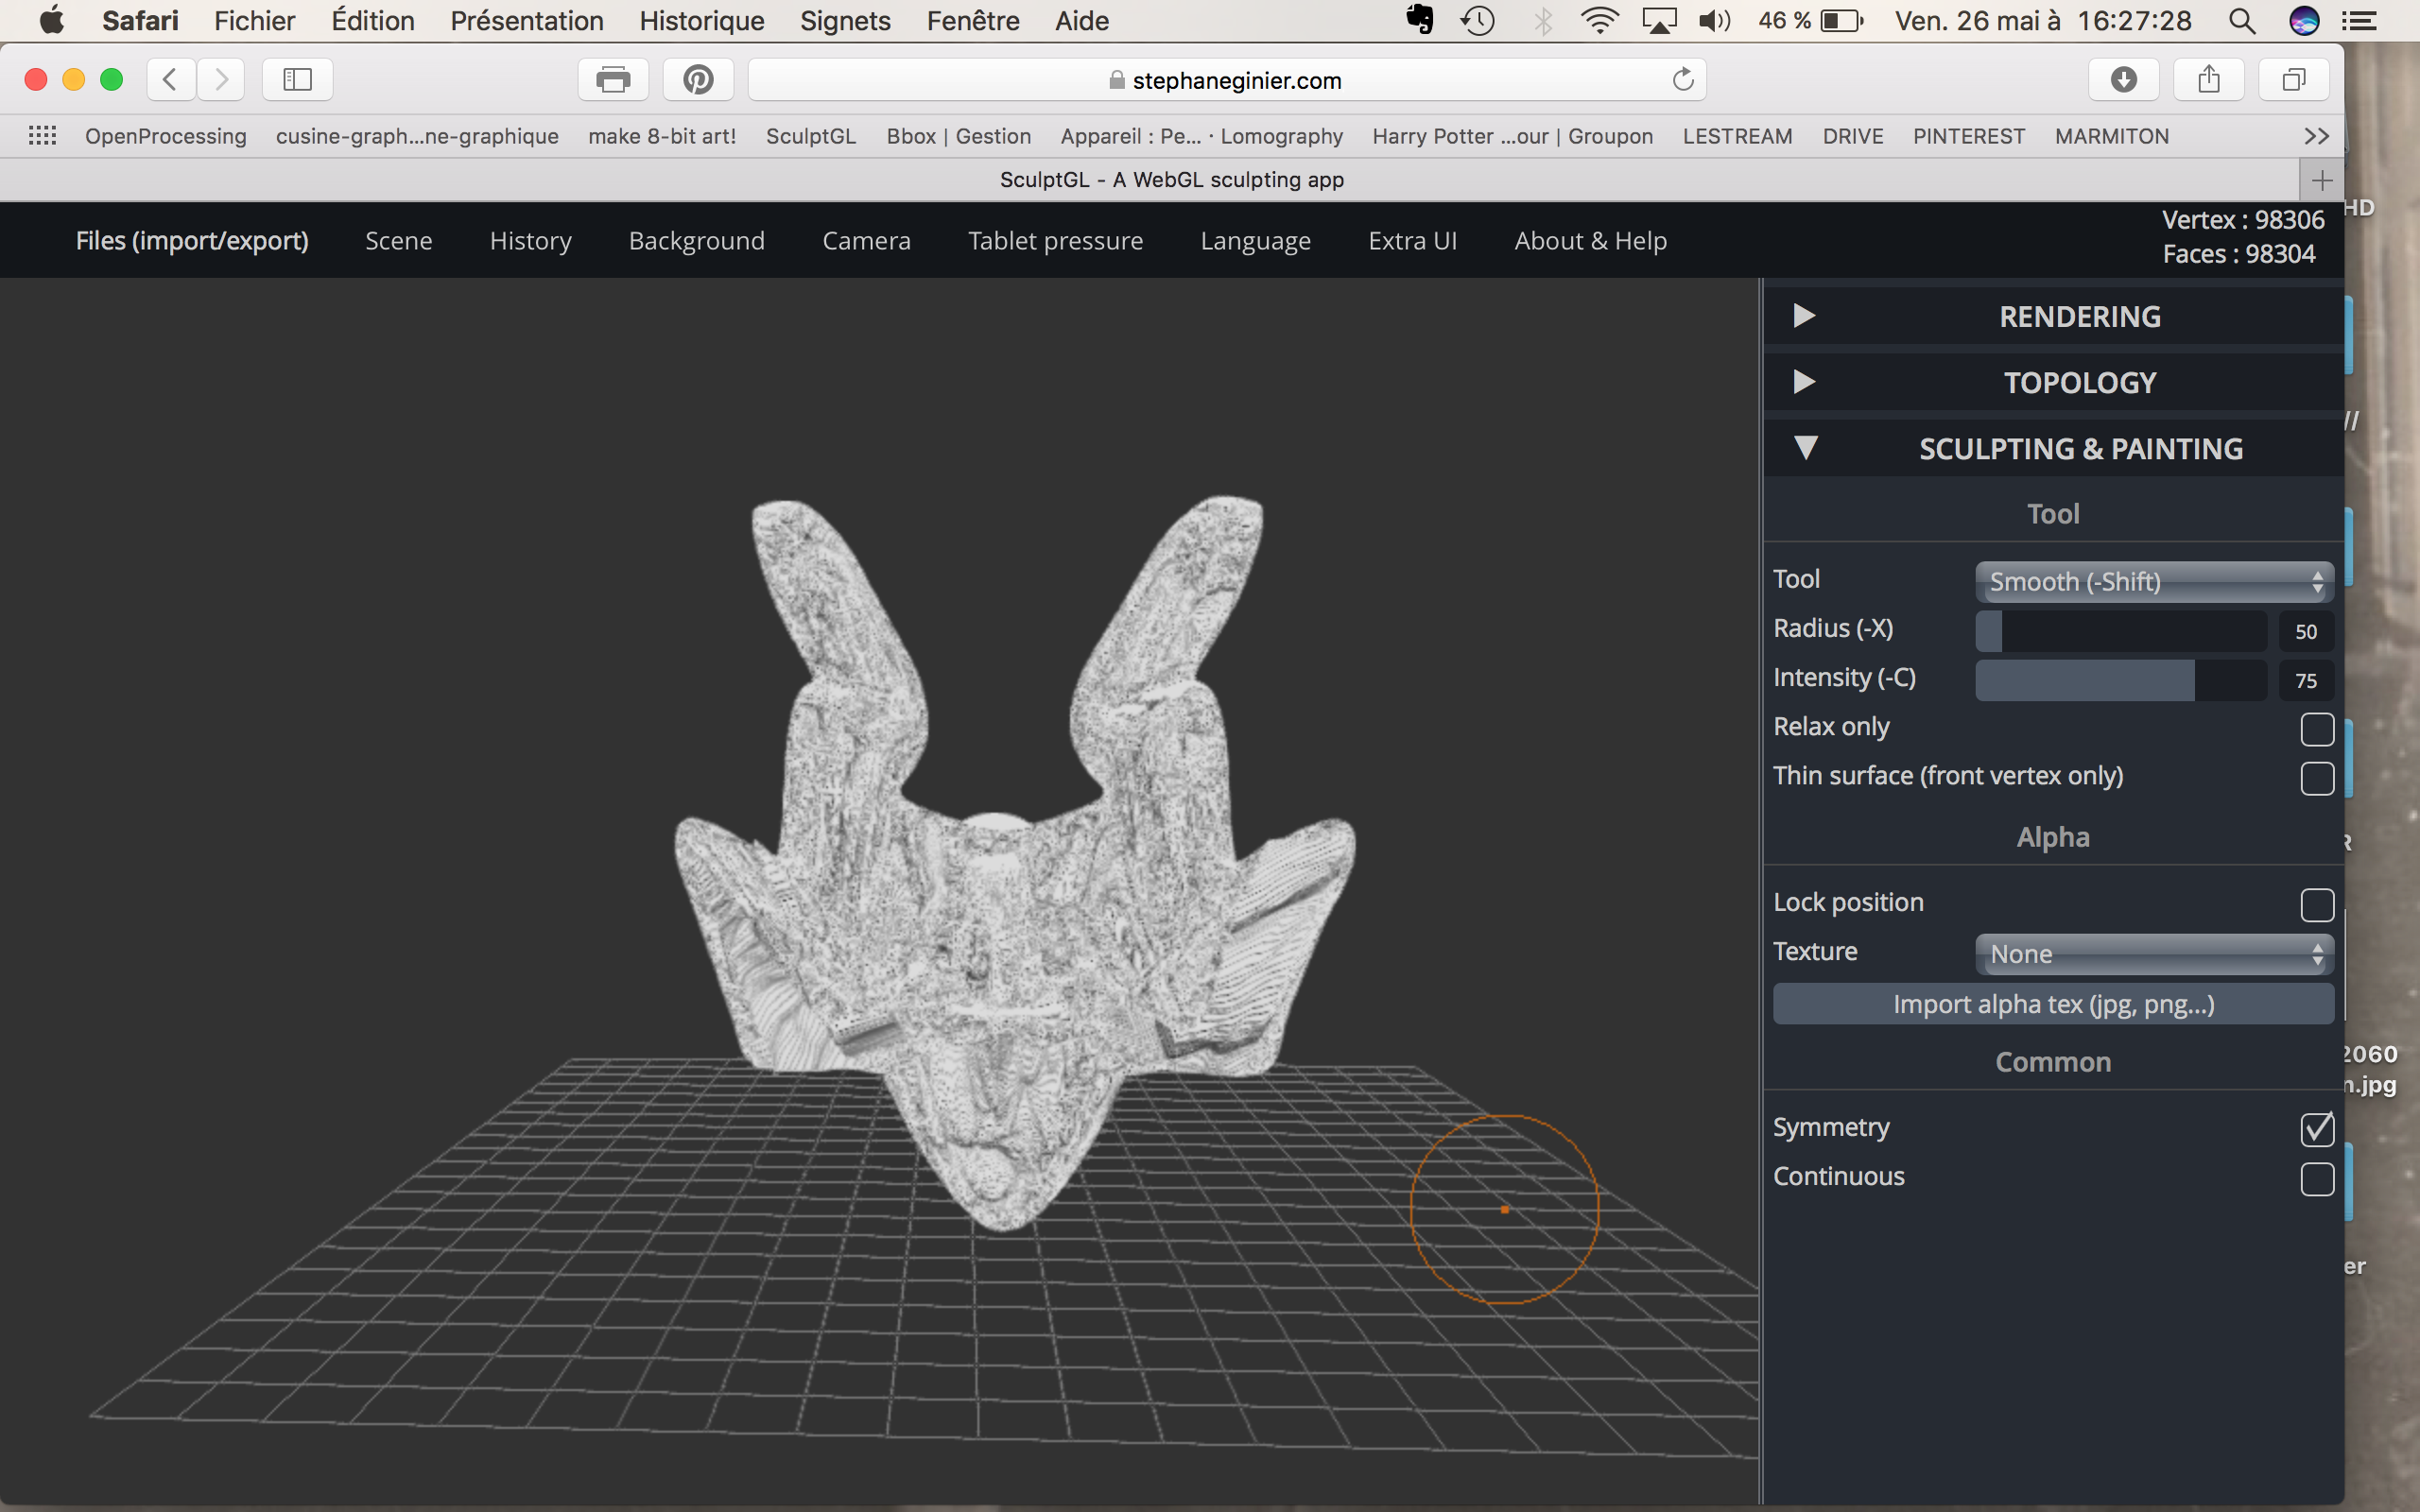 Safari Fichier Édition Présentation Historique Signets Fenêtre Aide 46 % Ven. 26 mai à 16:27:28
stephaneginier.com
OpenProcessing cusine-graph...ne-graphique make 8-bit art! SculptGL Bbox | Gestion Appareil : Pe... · Lomography Harry Potter ...our | Groupon LESTREAM DRIVE PINTEREST MARMITON
SculptGL - A WebGL sculpting app
HD
Files (import/export) Scene History Background Camera Tablet pressure Language Extra UI About & Help
Vertex : 98306
Faces : 98304
RENDERING
TOPOLOGY
//
SCULPTING & PAINTING
Tool
Tool Smooth (-Shift)
Radius (-X) 50
Intensity (-C) 75
Relax only
Thin surface (front vertex only)
Alpha
Lock position
Texture None
Import alpha tex (jpg, png...)
Common
2060
n.jpg
Symmetry
Continuous
er